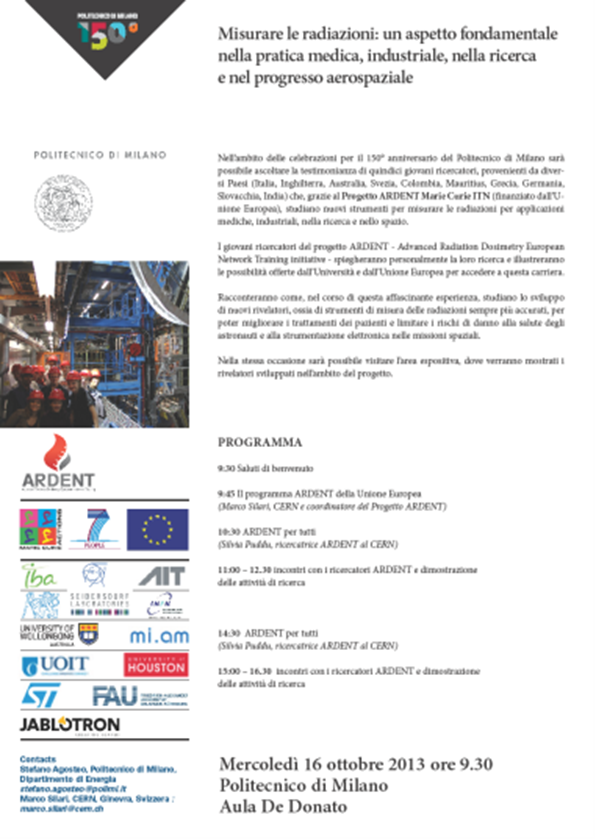 POLITECNICO DI MILANO
150°
Misurare le radiazioni: un aspetto fondamentale
nella pratica medica, industriale, nella ricerca
e nel progresso aerospaziale
POLITECNICO DI MILANO
Nell'ambito delle celebrazioni per il 150° anniversario del Politecnico di Milano sarà
possibile ascoltare la testimonianza di quindici giovani ricercatori, provenienti da diver-
si Paesi (Italia, Inghilterra, Australia, Svezia, Colombia, Mauritius, Grecia, Germania,
Slovacchia, India) che, grazie al Progetto ARDENT Marie Curie ITN (finanziato dall'U-
nione Europea), studiano nuovi strumenti per misurare le radiazioni per applicazioni
mediche, industriali, nella ricerca e nello spazio.
I giovani ricercatori del progetto ARDENT - Advanced Radiation Dosimetry European
Network Training initiative - spiegheranno personalmente la loro ricerca e illustreranno
le possibilità offerte dall'Università e dall'Unione Europea per accedere a questa carriera.
Racconteranno come, nel corso di questa affascinante esperienza, studiano lo sviluppo
di nuovi rivelatori, ossia di strumenti di misura delle radiazioni sempre più accurati, per
poter migliorare i trattamenti dei pazienti e limitare i rischi di danno alla salute degli
astronauti e alla strumentazione elettronica nelle missioni spaziali.
Nella stessa occasione sarà possibile visitare l'area espositiva, dove verranno mostrati i
rivelatori sviluppati nell'ambito del progetto.
PROGRAMMA
9:30 Saluti di benvenuto
9:45 Il programma ARDENT della Unione Europea
(Marco Silari, CERN e coordinatore del Progetto ARDENT)
10:30 ARDENT per tutti
(Silvia Puddu, ricercatrice ARDENT al CERN)
11:00 – 12.30 incontri con i ricercatori ARDENT e dimostrazione
delle attività di ricerca
14:30 ARDENT per tutti
(Silvia Puddu, ricercatrice ARDENT al CERN)
15:00 – 16.30 incontri con i ricercatori ARDENT e dimostrazione
delle attività di ricerca
ARDENT
MARIE CURIE ACTIONS
7
PEOPLE
iba
AIT
SEIBERSDORF
LABORATORIES
UNIVERSITY OF
WOLLONGONG
AUSTRALIA
mi.am
UOIT
UNIVERSITY of
HOUSTON
ST
FAU
JABLOTRON
Contacts
Stefano Agosteo, Politecnico di Milano,
Dipartimento di Energia
stefano.agosteo@polimi.it
Marco Silari, CERN, Ginevra, Svizzera :
marco.silari@cern.ch
Mercoledì 16 ottobre 2013 ore 9.30
Politecnico di Milano
Aula De Donato